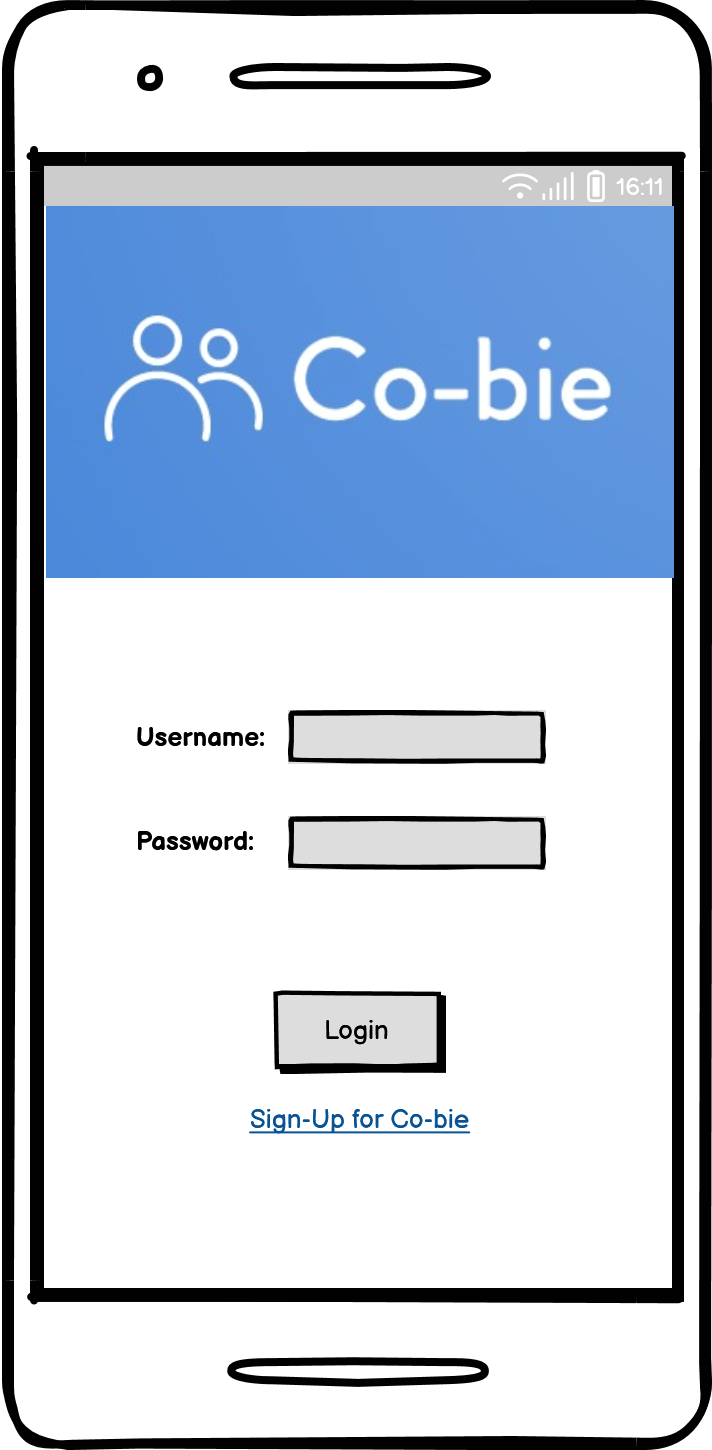 16:11
Co-bie
Username:
Password:
Login
Sign-Up for Co-bie